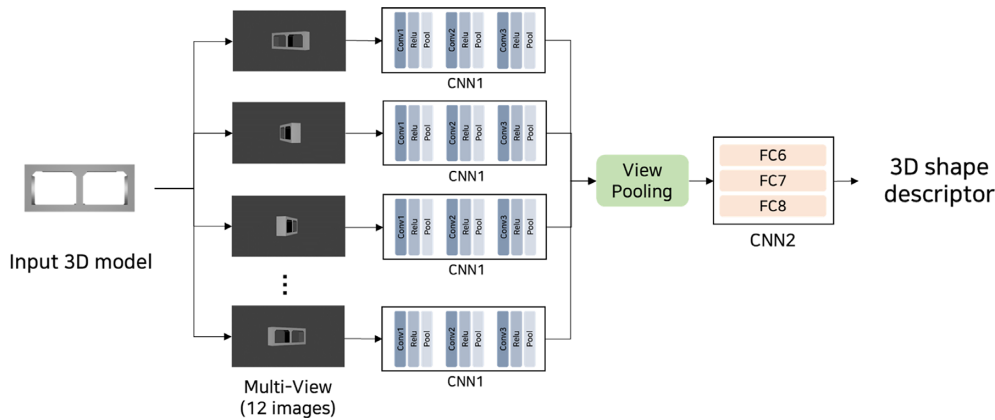 Conv1 Relu Pool Conv2 Relu Pool Conv3 Relu Pool
CNN1
Conv1 Relu Pool Conv2 Relu Pool Conv3 Relu Pool
CNN1
Conv1 Relu Pool Conv2 Relu Pool Conv3 Relu Pool
CNN1
Conv1 Relu Pool Conv2 Relu Pool Conv3 Relu Pool
CNN1
Input 3D model
Multi-View
(12 images)
View
Pooling
FC6
FC7
FC8
CNN2
3D shape
descriptor